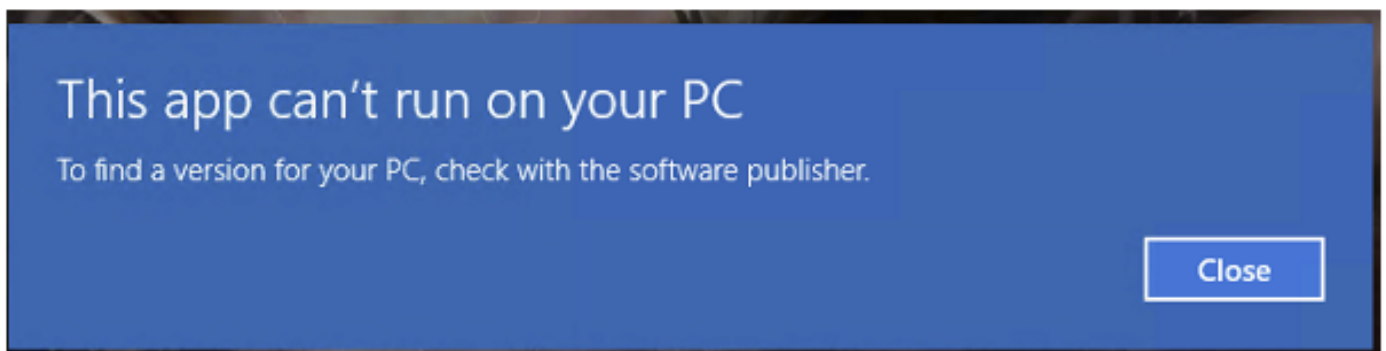 This app can't run on your PC
To find a version for your PC, check with the software publisher.
Close